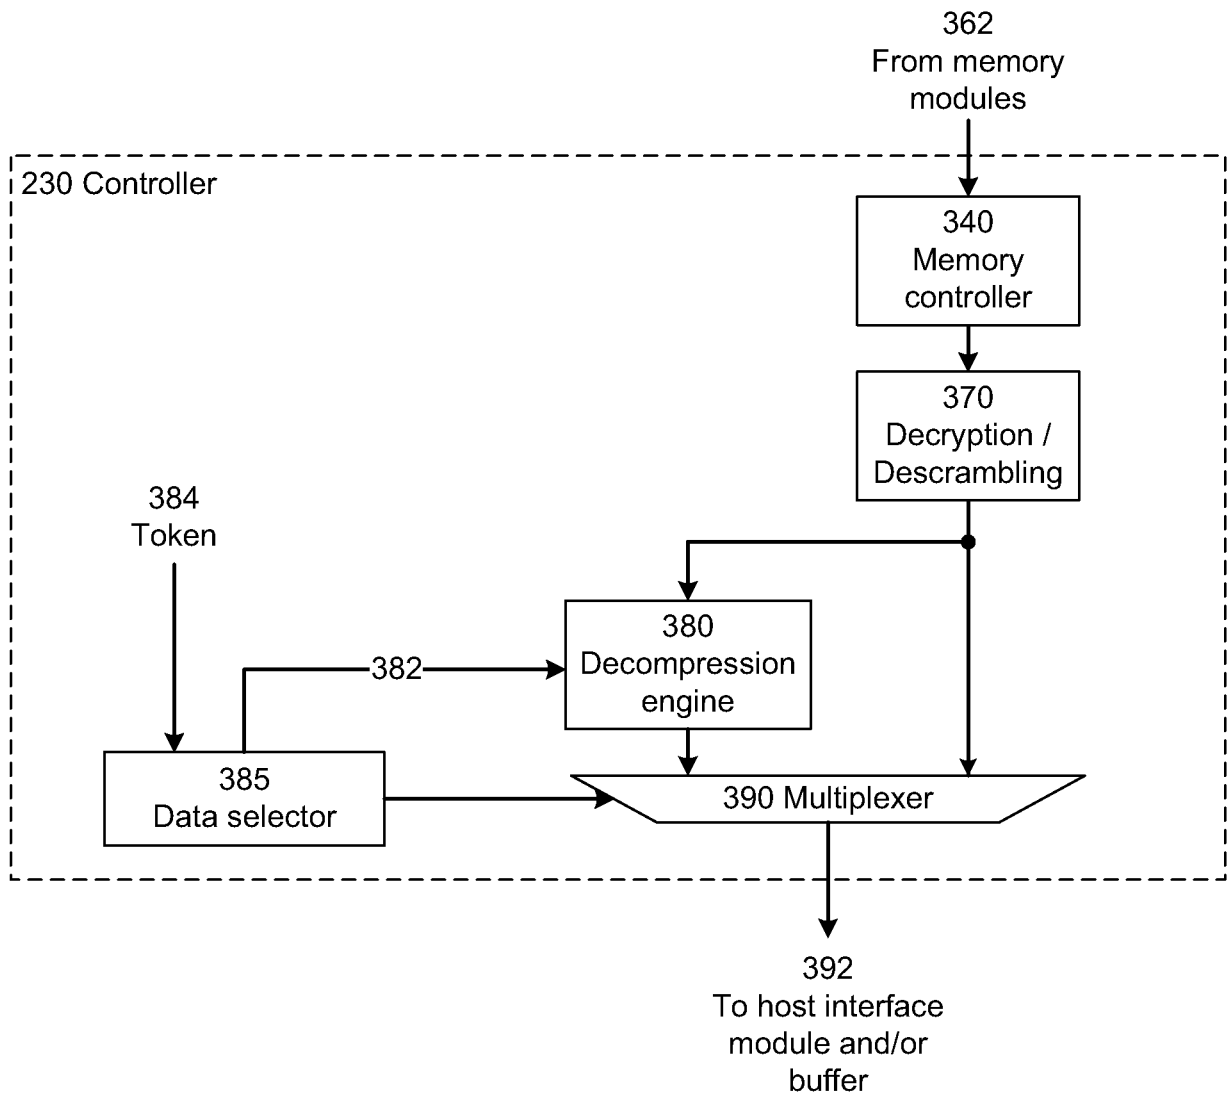 362
From memory
modules
230 Controller
340
Memory
controller
370
Decryption /
Descrambling
384
Token
380
Decompression
engine
382
385
Data selector
390 Multiplexer
392
To host interface
module and/or
buffer